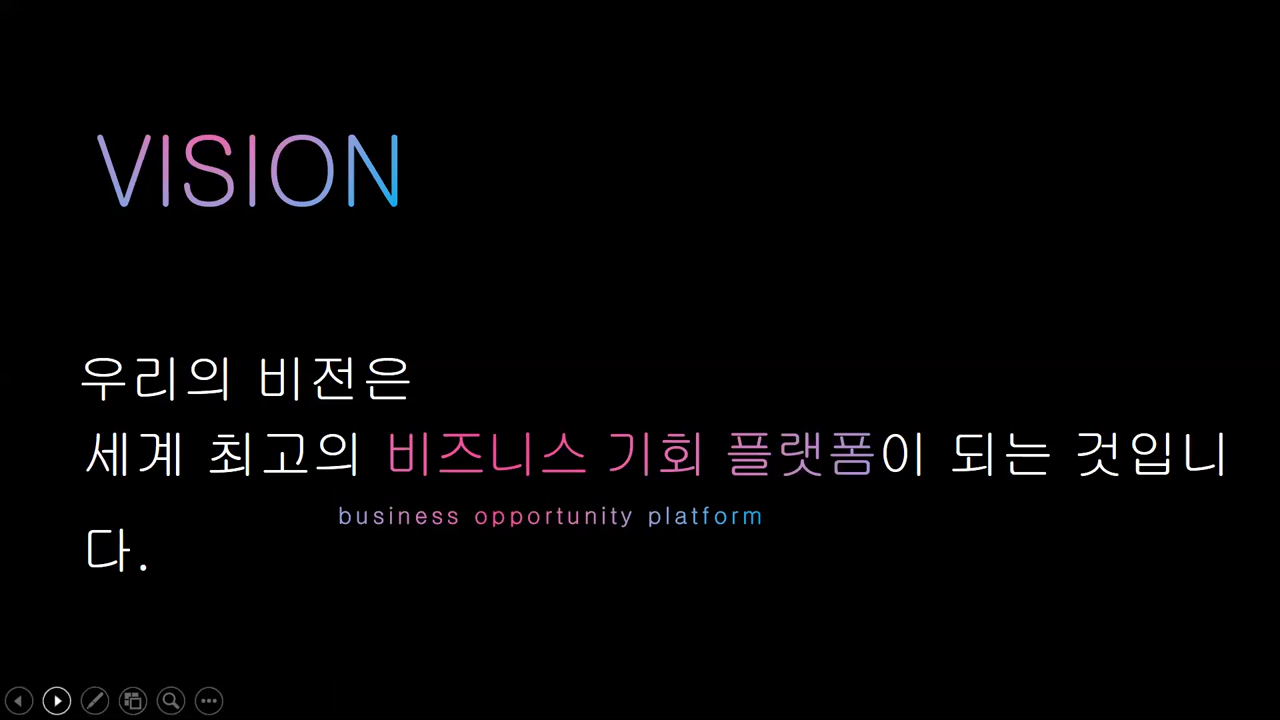 VISION
우리의 비전은
세계 최고의 비즈니스 기회 플랫폼이 되는 것입니
business opportunity platform
다.